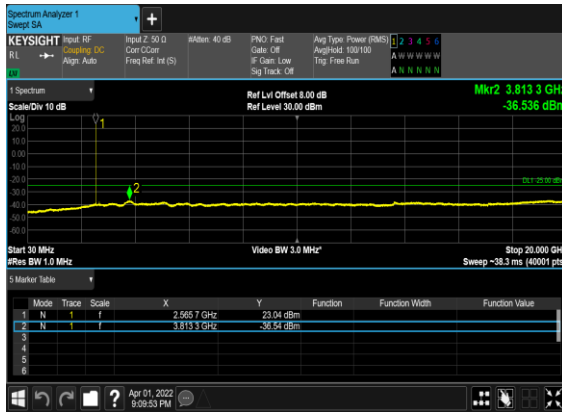 Spectrum Analyzer 1
Swept SA
KEYSIGHT Input: RF Input Z: 50 Ω #Atten: 40 dB PNO: Fast Avg Type: Power (RMS) 1 2 3 4 5 6
RL Coupling: DC Corr CCorr Gate: Off Avg|Hold: 100/100 A W W W W W
Align: Auto Freq Ref: Int (S) IF Gain: Low Trig: Free Run
Sig Track: Off A N N N N N
1 Spectrum
Scale/Div 10 dB Ref Lvl Offset 8.00 dB Mkr2 3.813 3 GHz
Ref Level 30.00 dBm -36.536 dBm
Log
20.0
10.0
0.00
-10.0
-20.0
-30.0
-40.0
-50.0
-60.0
1
2
DL1 -25.00 dBm
Start 30 MHz Video BW 3.0 MHz* Stop 20.000 GH
#Res BW 1.0 MHz Sweep ~38.3 ms (40001 pts
5 Marker Table
Mode Trace Scale X Y Function Function Width Function Value
1 N 1 f 2.565 7 GHz 23.04 dBm
2 N 1 f 3.813 3 GHz -36.54 dBm
3
4
5
6
Apr 01, 2022
9:09:53 PM